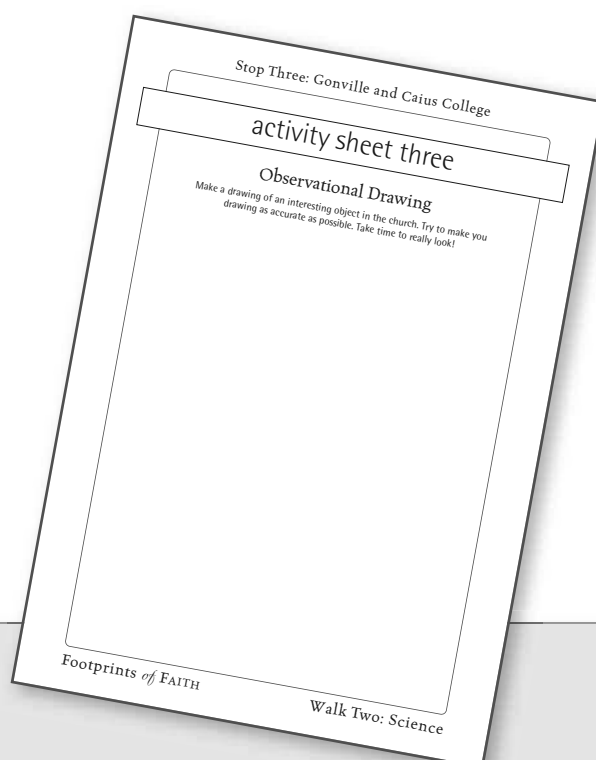 Stop Three: Gonville and Caius College
activity sheet three
Observational Drawing
Make a drawing of an interesting object in the church. Try to make you
drawing as accurate as possible. Take time to really look!
Footprints of FAITH
Walk Two: Science